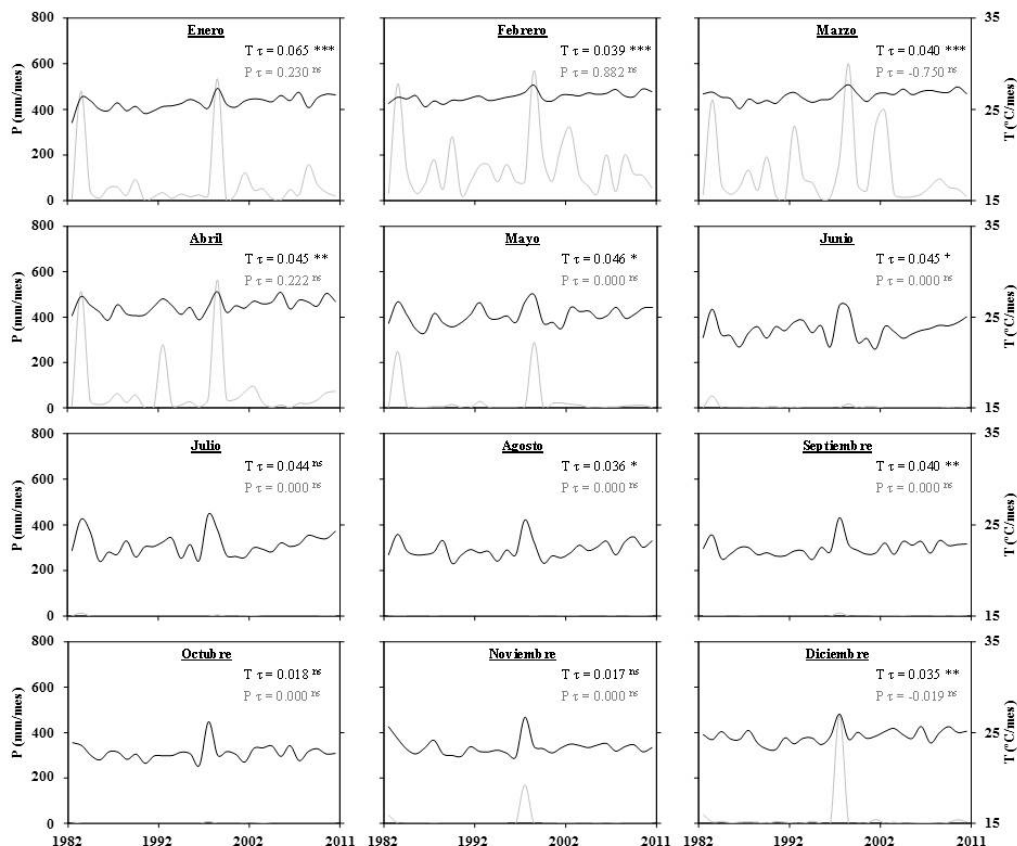 Enero
T τ = 0.065 ***
P τ = 0.230 ns
Febrero
T τ = 0.039 ***
P τ = 0.882 ns
Marzo
T τ = 0.040 ***
P τ = -0.750 ns
800
600
400
200
0
P (mm/mes)
35
25
15
T (°C/mes)
Abril
T τ = 0.045 **
P τ = 0.222 ns
Mayo
T τ = 0.046 *
P τ = 0.000 ns
Junio
T τ = 0.045 +
P τ = 0.000 ns
800
600
400
200
0
P (mm/mes)
35
25
15
T (°C/mes)
Julio
T τ = 0.044 ns
P τ = 0.000 ns
Agosto
T τ = 0.036 *
P τ = 0.000 ns
Septiembre
T τ = 0.040 **
P τ = 0.000 ns
800
600
400
200
0
P (mm/mes)
35
25
15
T (°C/mes)
Octubre
T τ = 0.018 ns
P τ = 0.000 ns
Noviembre
T τ = 0.017 ns
P τ = 0.000 ns
Diciembre
T τ = 0.035 **
P τ = -0.019 ns
800
600
400
200
0
P (mm/mes)
35
25
15
T (°C/mes)
1982 1992 2002 2011
1982 1992 2002 2011
1982 1992 2002 2011